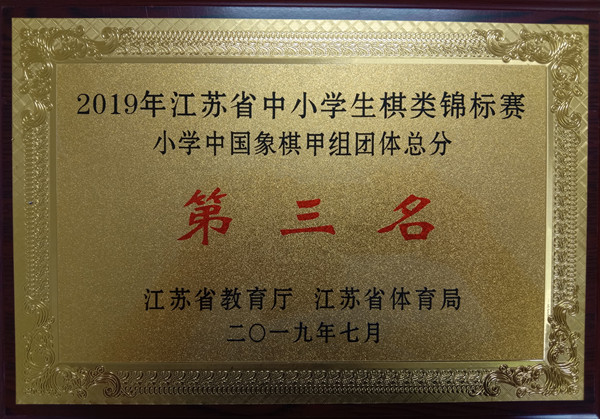 2019年江苏省中小学生棋类锦标赛
小学中国象棋甲组团体总分
第三名
江苏省教育厅 江苏省体育局
二〇一九年七月